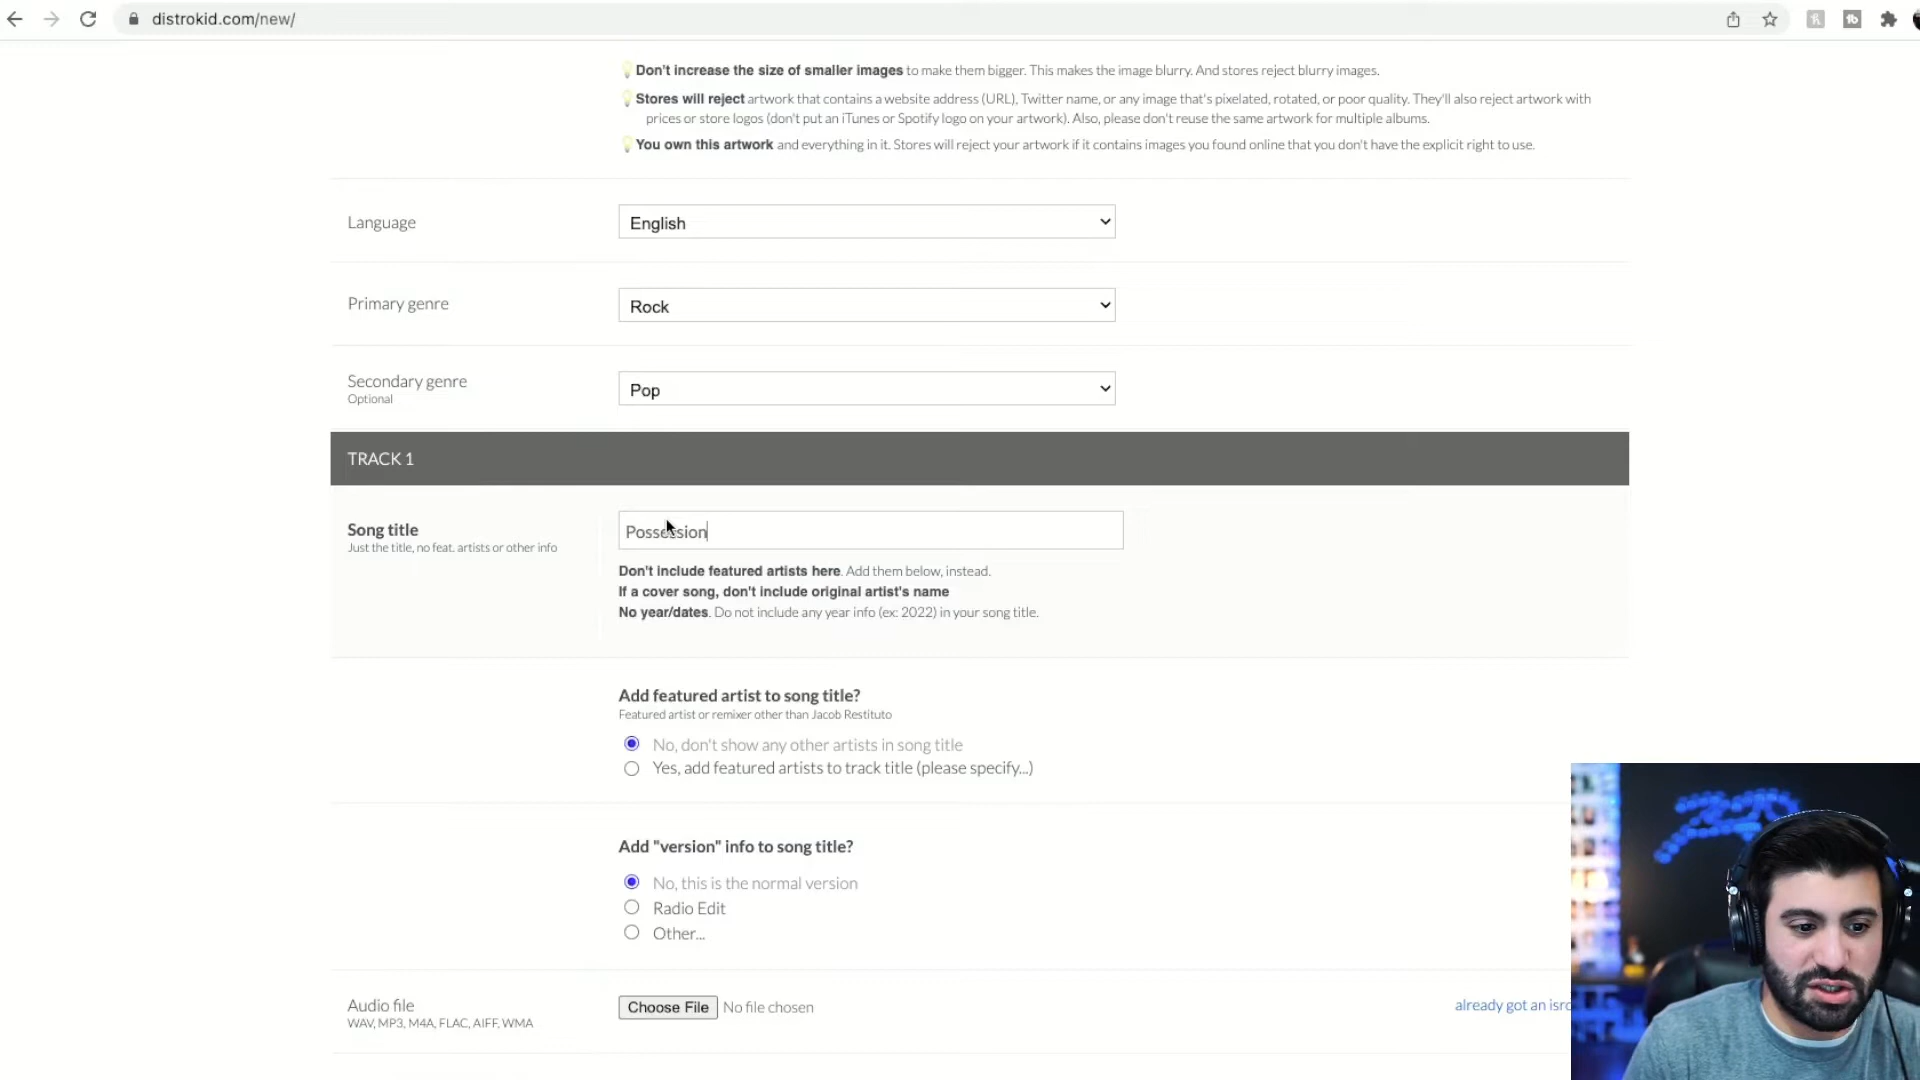 distrokid.com/new/
Don't increase the size of smaller images to make them bigger. This makes the image blurry. And stores reject blurry images.
Stores will reject artwork that contains a website address (URL), Twitter name, or any image that's pixelated, rotated, or poor quality. They'll also reject artwork with
prices or store logos (don't put an iTunes or Spotify logo on your artwork). Also, please don't reuse the same artwork for multiple albums.
You own this artwork and everything in it. Stores will reject your artwork if it contains images you found online that you don't have the explicit right to use.
Language
English
Primary genre
Rock
Secondary genre
Optional
Pop
TRACK 1
Song title
Just the title, no feat. artists or other info
Possession
Don't include featured artists here. Add them below, instead.
If a cover song, don't include original artist's name
No year/dates. Do not include any year info (ex: 2022) in your song title.
Add featured artist to song title?
Featured artist or remixer other than Jacob Restituto
No, don't show any other artists in song title
Yes, add featured artists to track title (please specify...)
Add "version" info to song title?
No, this is the normal version
Radio Edit
Other...
Audio file
WAV, MP3, M4A, FLAC, AIFF, WMA
Choose File No file chosen
already got an isrc